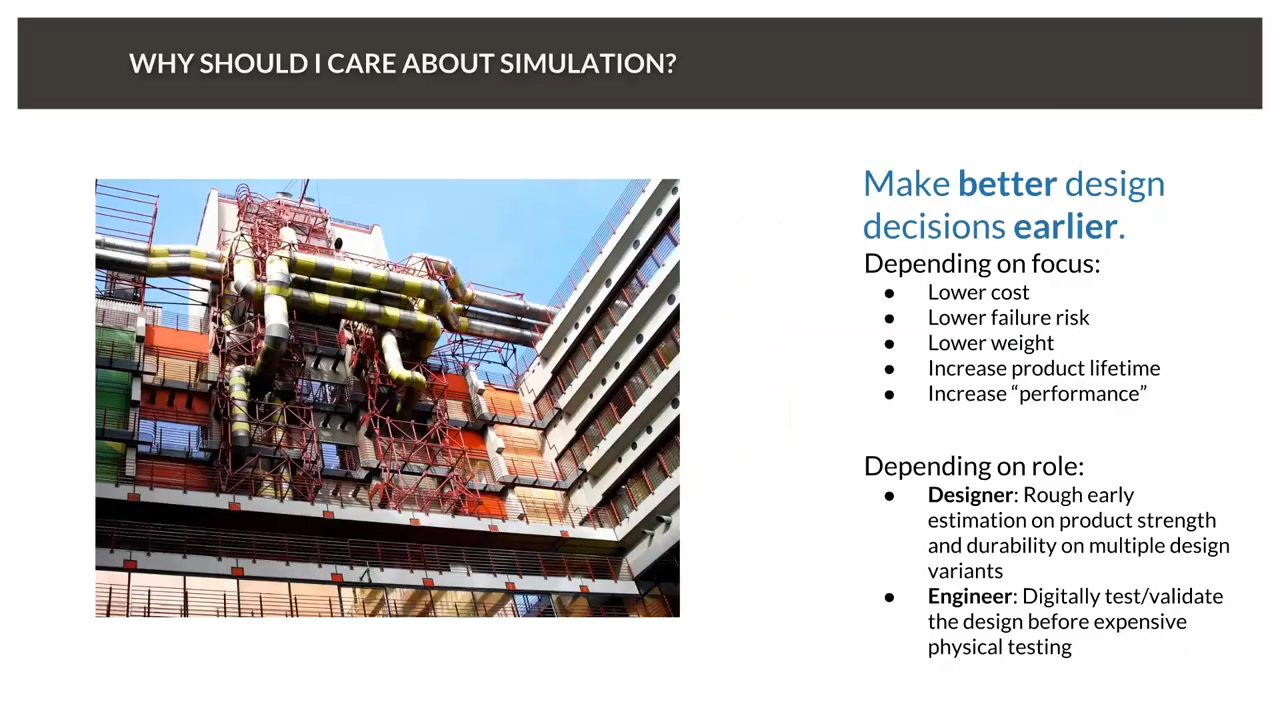 WHY SHOULD I CARE ABOUT SIMULATION?
Make better design
decisions earlier.
Depending on focus:
● Lower cost
● Lower failure risk
● Lower weight
● Increase product lifetime
● Increase “performance”
Depending on role:
● Designer: Rough early
estimation on product strength
and durability on multiple design
variants
● Engineer: Digitally test/validate
the design before expensive
physical testing